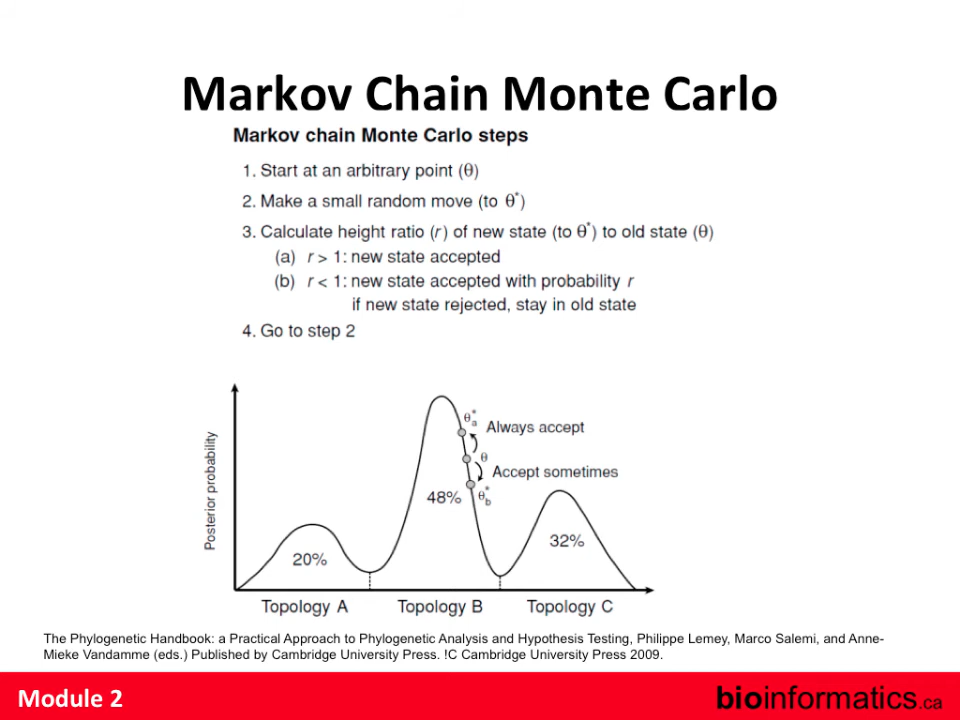 Markov Chain Monte Carlo
Markov chain Monte Carlo steps
1. Start at an arbitrary point (θ)
2. Make a small random move (to θ*)
3. Calculate height ratio (r) of new state (to θ*) to old state (θ)
(a) r > 1: new state accepted
(b) r < 1: new state accepted with probability r
if new state rejected, stay in old state
4. Go to step 2
Posterior probability
θ*a
Always accept
θ
Accept sometimes
48%
θ*b
32%
20%
Topology A
Topology B
Topology C
The Phylogenetic Handbook: a Practical Approach to Phylogenetic Analysis and Hypothesis Testing, Philippe Lemey, Marco Salemi, and Anne-
Mieke Vandamme (eds.) Published by Cambridge University Press. !C Cambridge University Press 2009.
Module 2
bioinformatics.ca